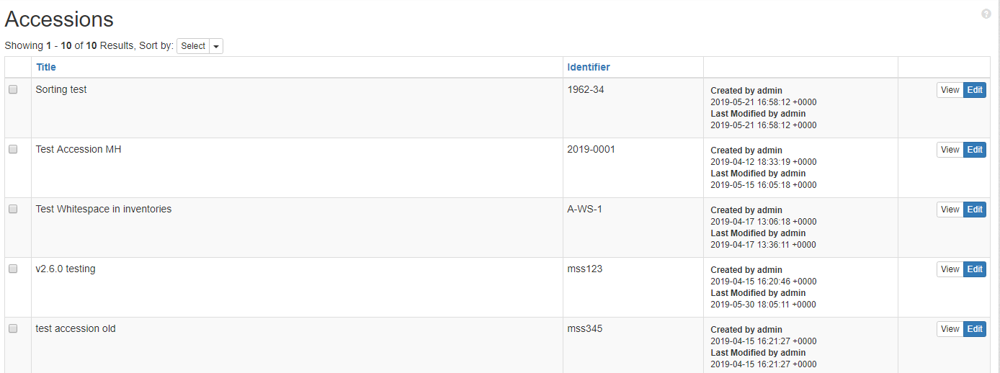 Accessions
?
Showing 1 - 10 of 10 Results, Sort by: Select
Title Identifier
Sorting test 1962-34 Created by admin View Edit
2019-05-21 16:58:12 +0000
Last Modified by admin
2019-05-21 16:58:12 +0000
Test Accession MH 2019-0001 Created by admin View Edit
2019-04-12 18:33:19 +0000
Last Modified by admin
2019-05-15 16:05:18 +0000
Test Whitespace in inventories A-WS-1 Created by admin View Edit
2019-04-17 13:06:18 +0000
Last Modified by admin
2019-04-17 13:36:11 +0000
v2.6.0 testing mss123 Created by admin View Edit
2019-04-15 16:20:46 +0000
Last Modified by admin
2019-05-30 18:05:11 +0000
test accession old mss345 Created by admin View Edit
2019-04-15 16:21:27 +0000
Last Modified by admin
2019-04-15 16:21:27 +0000